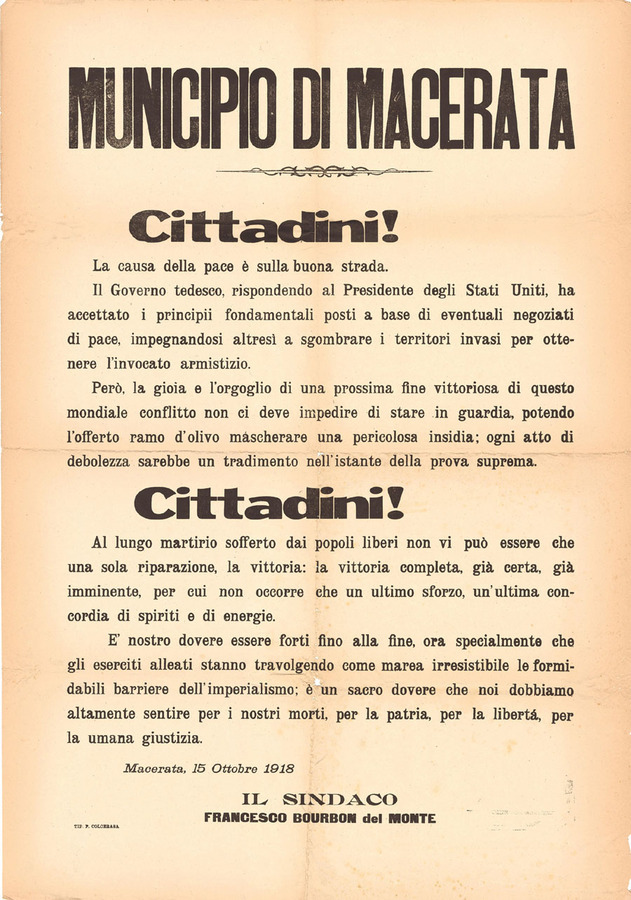 MUNICIPIO DI MACERATA
Cittadini!
La causa della pace è sulla buona strada.
Il Governo tedesco, rispondendo al Presidente degli Stati Uniti, ha
accettato i principii fondamentali posti a base di eventuali negoziati
di pace, impegnandosi altresì a sgombrare i territori invasi per otte-
nere l'invocato armistizio.
Però, la gioia e l'orgoglio di una prossima fine vittoriosa di questo
mondiale conflitto non ci deve impedire di stare in guardia, potendo
l'offerto ramo d'olivo máscherare una pericolosa insidia; ogni atto di
debolezza sarebbe un tradimento nell'istante della prova suprema.
Cittadini!
Al lungo martirio sofferto dai popoli liberi non vi può essere che
una sola riparazione, la vittoria: la vittoria completa, già certa, già
imminente, per cui non occorre che un ultimo sforzo, un'ultima con-
cordia di spiriti e di energie.
E' nostro dovere essere forti fino alla fine, ora specialmente che
gli eserciti alleati stanno travolgendo come marea irresistibile le formi-
dabili barriere dell'imperialismo; è un sacro dovere che noi dobbiamo
altamente sentire per i nostri morti, per la patria, per la libertá, per
la umana giustizia.
Macerata, 15 Ottobre 1918
IL SINDACO
FRANCESCO BOURBON del MONTE
TIP. F. COLCERASA